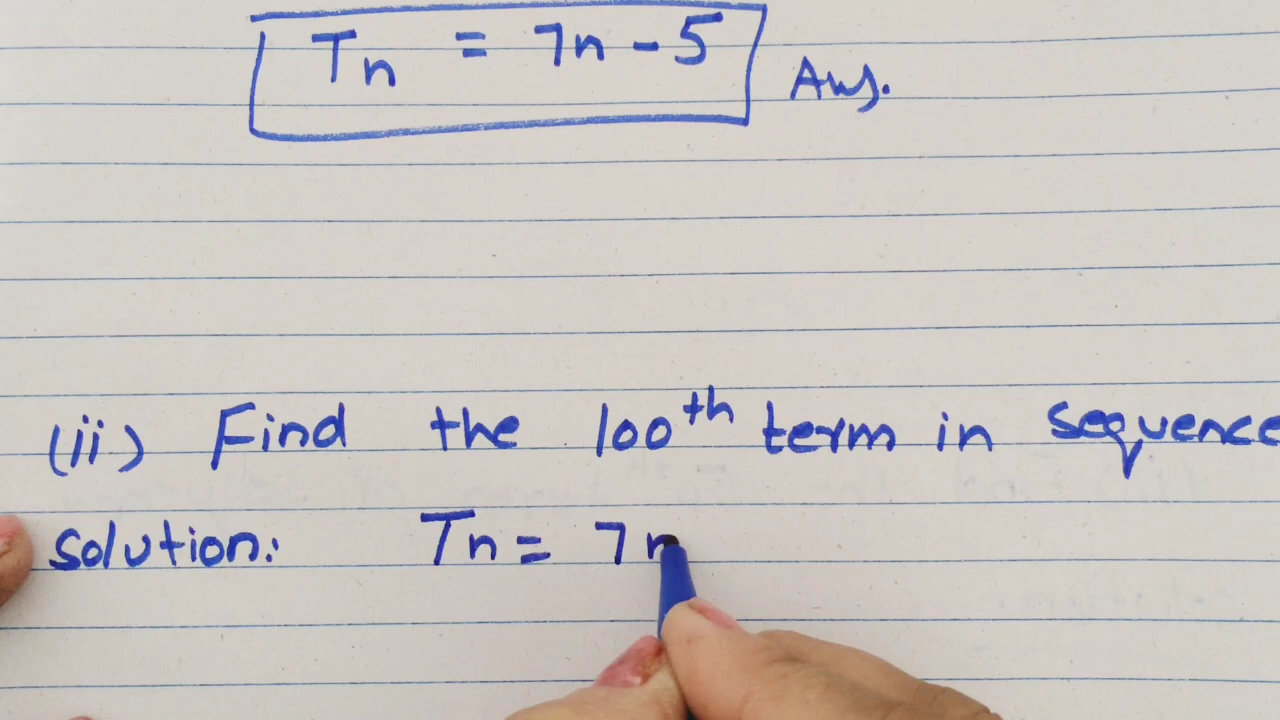 Tn = 7n - 5 Ans.
(ii) Find the 100th term in sequence
Solution: Tn = 7n